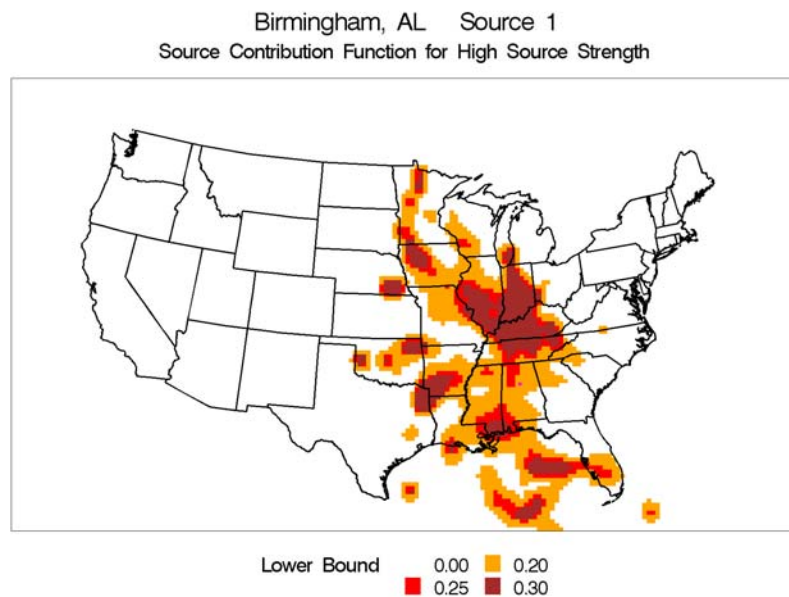 Birmingham, AL Source 1
Source Contribution Function for High Source Strength
Lower Bound 0.00 0.20
0.25 0.30